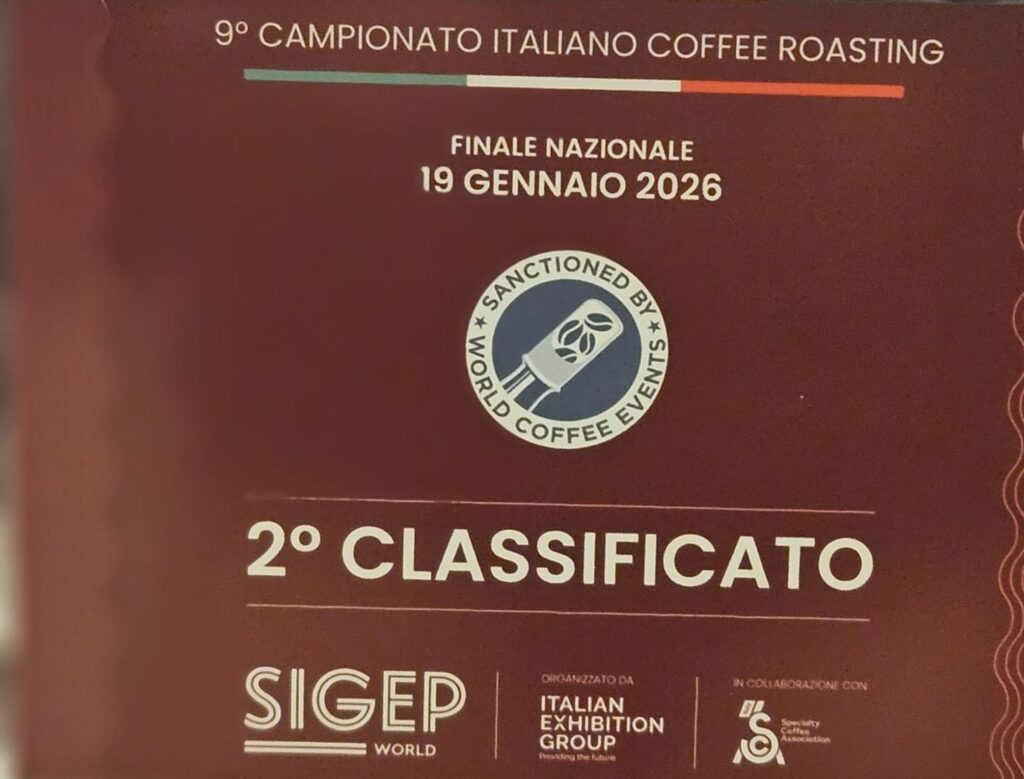 9° CAMPIONATO ITALIANO COFFEE ROASTING
FINALE NAZIONALE
19 GENNAIO 2026
SANCTIONED BY
WORLD COFFEE EVENTS
2° CLASSIFICATO
SIGEP
WORLD
ORGANIZZATO DA
ITALIAN
EXHIBITION
GROUP
Providing the future
IN COLLABORAZIONE CON
Specialty
Coffee
Association